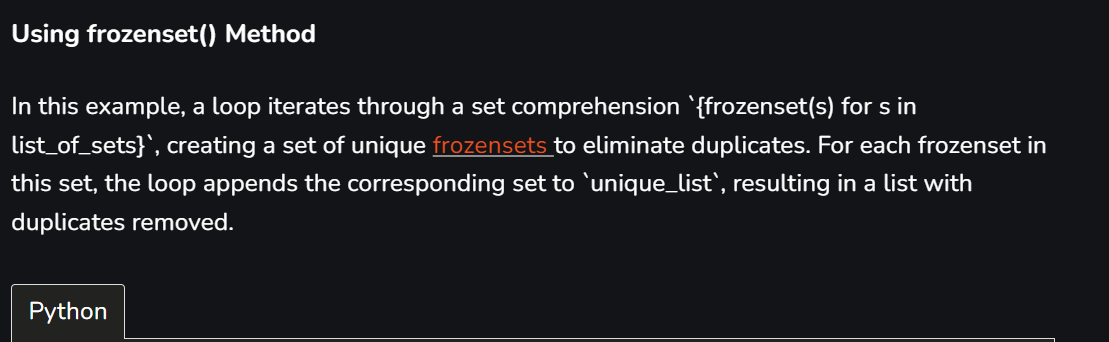 Using frozenset() Method
In this example, a loop iterates through a set comprehension `{frozenset(s) for s in
list_of_sets}`, creating a set of unique frozensets to eliminate duplicates. For each frozenset in
this set, the loop appends the corresponding set to `unique_list`, resulting in a list with
duplicates removed.
Python